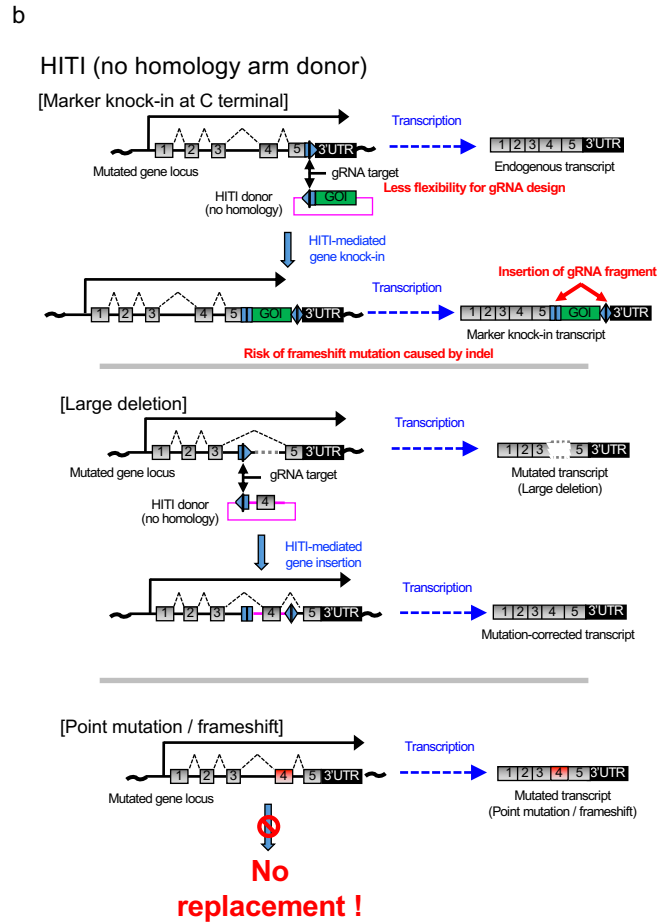 b
HITI (no homology arm donor)
[Marker knock-in at C terminal]
Transcription
1 2 3 4 5 3'UTR
1 2 3 4 5 3'UTR
Mutated gene locus
Endogenous transcript
gRNA target
HITI donor
(no homology)
GOI
Less flexibility for gRNA design
HITI-mediated
gene knock-in
Insertion of gRNA fragment
Transcription
1 2 3 4 5 GOI 3'UTR
1 2 3 4 5 GOI 3'UTR
Marker knock-in transcript
Risk of frameshift mutation caused by indel
[Large deletion]
Transcription
1 2 3 5 3'UTR
1 2 3 5 3'UTR
Mutated gene locus
Mutated transcript
(Large deletion)
gRNA target
HITI donor
(no homology)
4
HITI-mediated
gene insertion
Transcription
1 2 3 4 5 3'UTR
1 2 3 4 5 3'UTR
Mutation-corrected transcript
[Point mutation / frameshift]
Transcription
1 2 3 4 5 3'UTR
1 2 3 4 5 3'UTR
Mutated gene locus
Mutated transcript
(Point mutation / frameshift)
No
replacement !